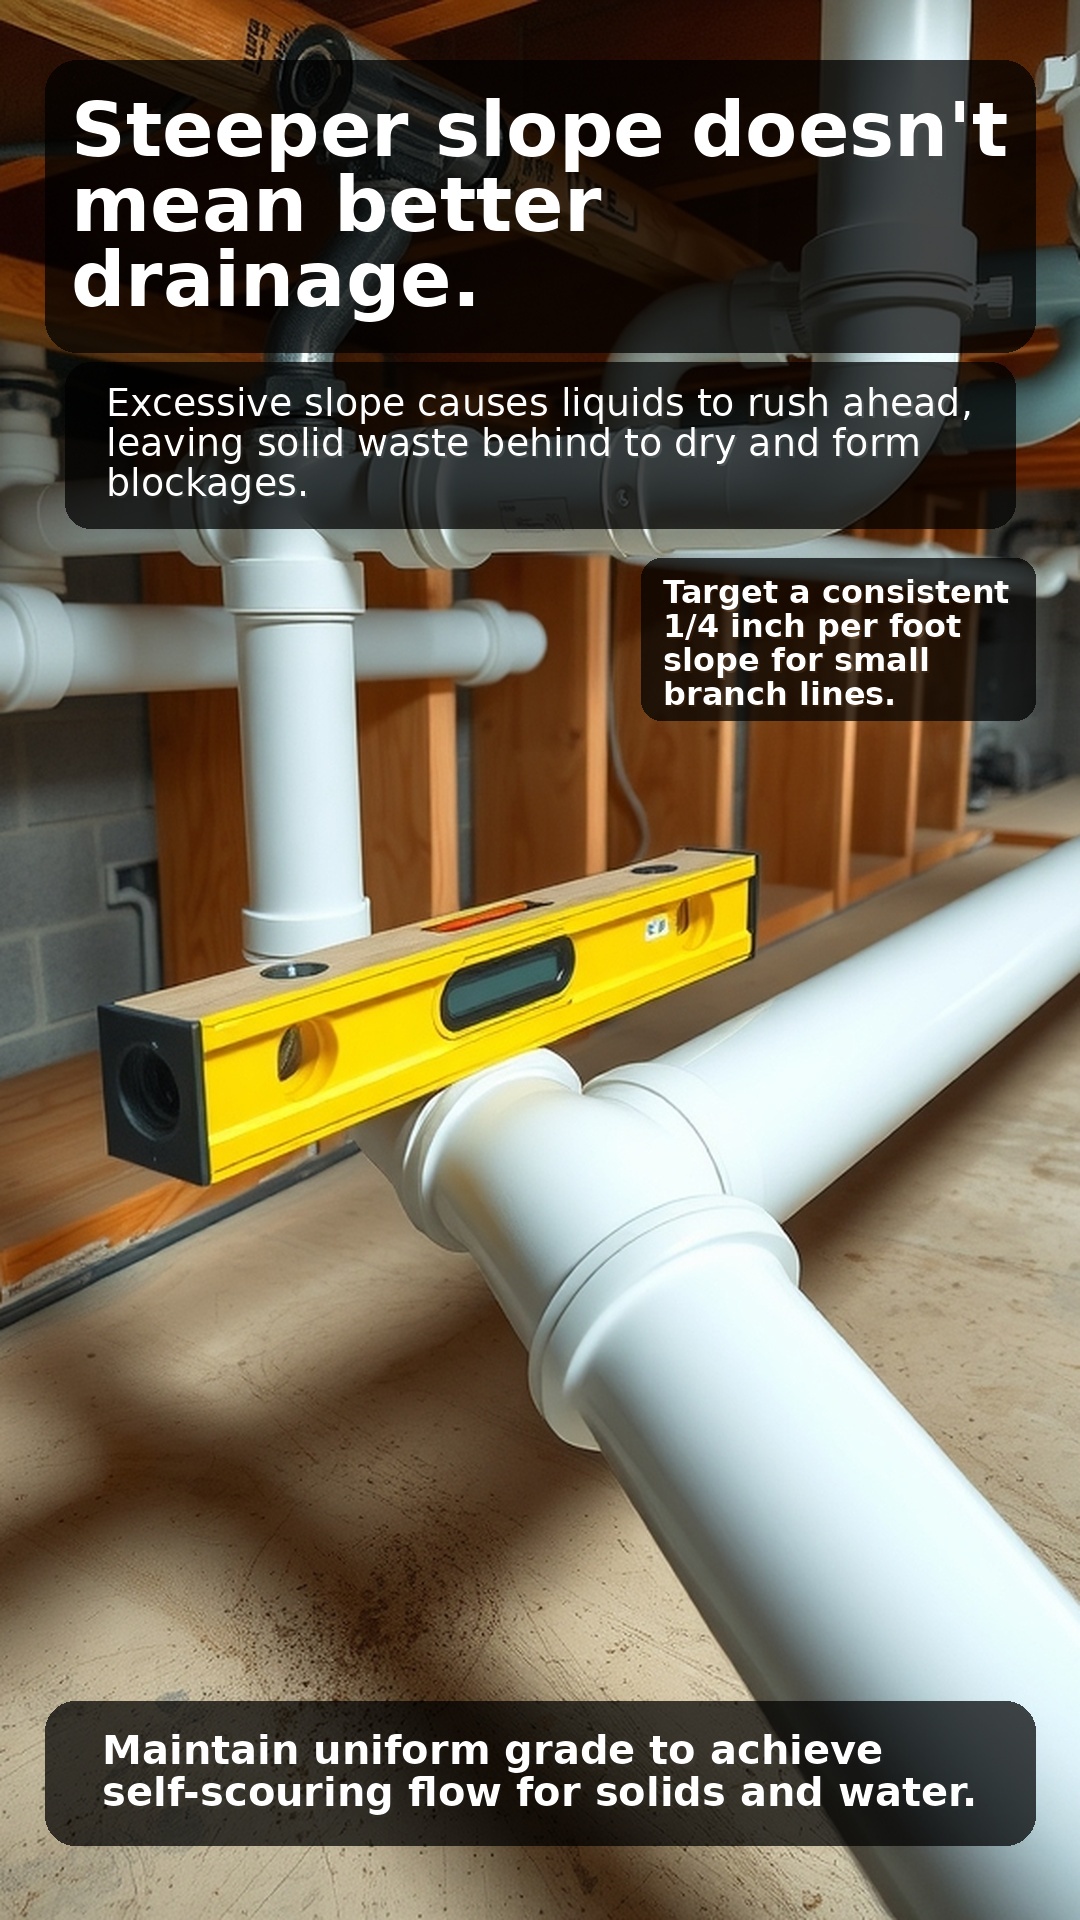 Steeper slope doesn't
mean better
drainage.
Excessive slope causes liquids to rush ahead,
leaving solid waste behind to dry and form
blockages.
Target a consistent
1/4 inch per foot
slope for small
branch lines.
Maintain uniform grade to achieve
self-scouring flow for solids and water.